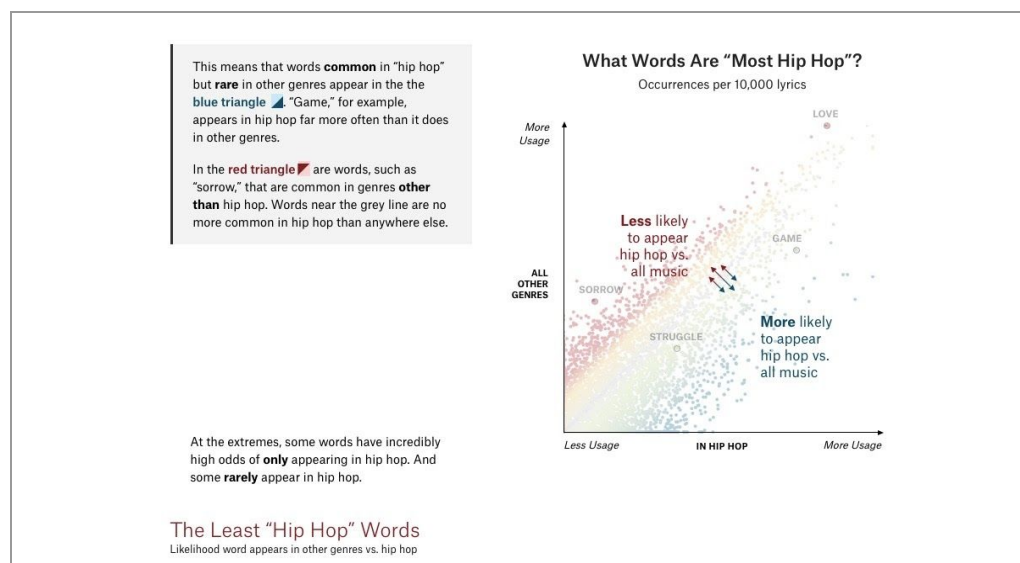 This means that words common in “hip hop”
but rare in other genres appear in the the
blue triangle . “Game,” for example,
appears in hip hop far more often than it does
in other genres.
In the red triangle are words, such as
“sorrow,” that are common in genres other
than hip hop. Words near the grey line are no
more common in hip hop than anywhere else.
What Words Are “Most Hip Hop”?
Occurrences per 10,000 lyrics
More
Usage
LOVE
Less likely
to appear
hip hop vs.
all music
GAME
ALL
OTHER
GENRES
SORROW
More likely
to appear
hip hop vs.
all music
STRUGGLE
Less Usage
IN HIP HOP
More Usage
At the extremes, some words have incredibly
high odds of only appearing in hip hop. And
some rarely appear in hip hop.
The Least “Hip Hop” Words
Likelihood word appears in other genres vs. hip hop